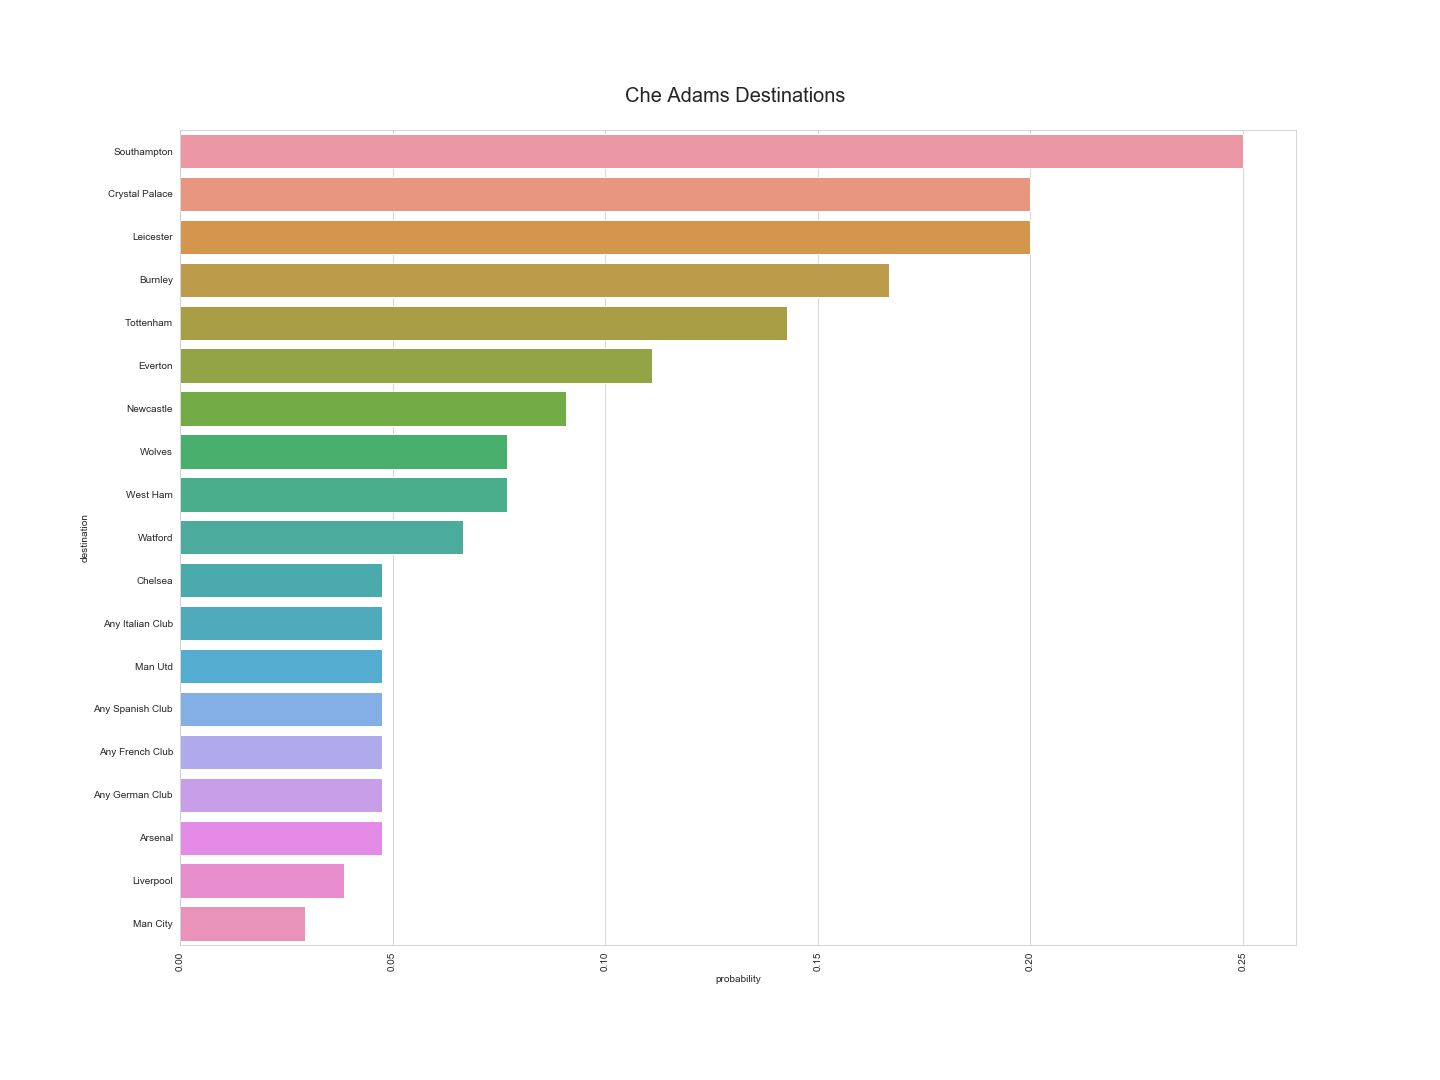 Che Adams Destinations
Southampton
Crystal Palace
Leicester
Burnley
Tottenham
Everton
Newcastle
Wolves
West Ham
Watford
Chelsea
Any Italian Club
Man Utd
Any Spanish Club
Any French Club
Any German Club
Arsenal
Liverpool
Man City
destination
0.00
0.05
0.10
0.15
0.20
0.25
probability